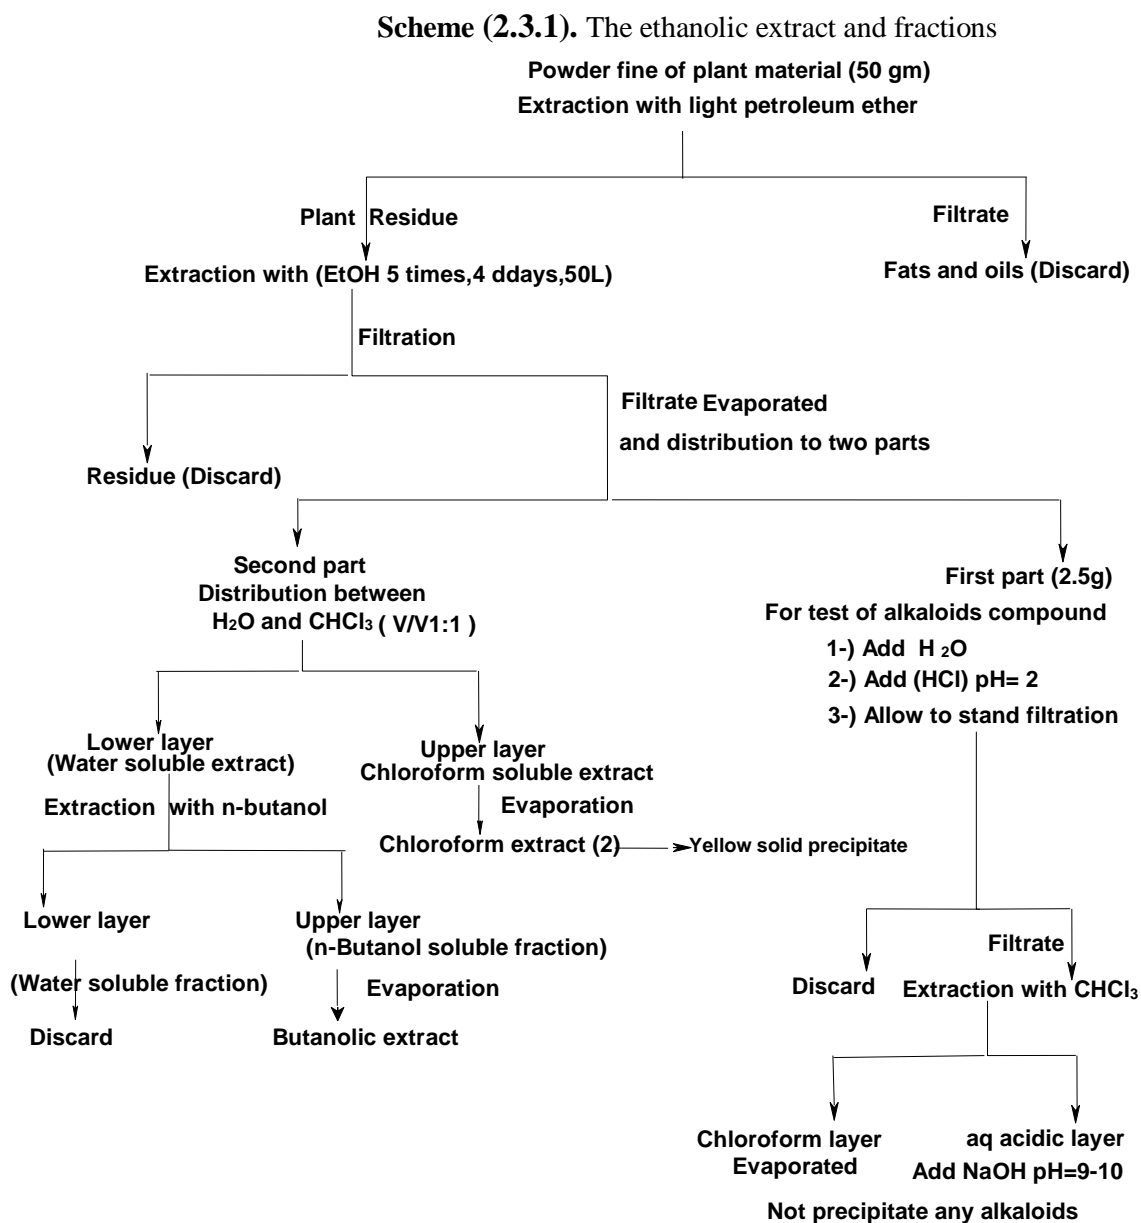 Scheme (2.3.1). The ethanolic extract and fractions
Powder fine of plant material (50 gm)
Extraction with light petroleum ether
Plant Residue
Filtrate
Extraction with (EtOH 5 times,4 ddays,50L)
Fats and oils (Discard)
Filtration
Filtrate Evaporated
and distribution to two parts
Residue (Discard)
Second part
Distribution between
H₂O and CHCl₃ ( V/V1:1 )
First part (2.5g)
For test of alkaloids compound
1-) Add H ₂O
2-) Add (HCl) pH= 2
3-) Allow to stand filtration
Lower layer
(Water soluble extract)
Upper layer
Chloroform soluble extract
Extraction with n-butanol
Evaporation
Chloroform extract (2)
Yellow solid precipitate
Lower layer
(Water soluble fraction)
Discard
Upper layer
(n-Butanol soluble fraction)
Evaporation
Butanolic extract
Filtrate
Discard
Extraction with CHCl₃
Chloroform layer
Evaporated
aq acidic layer
Add NaOH pH=9-10
Not precipitate any alkaloids